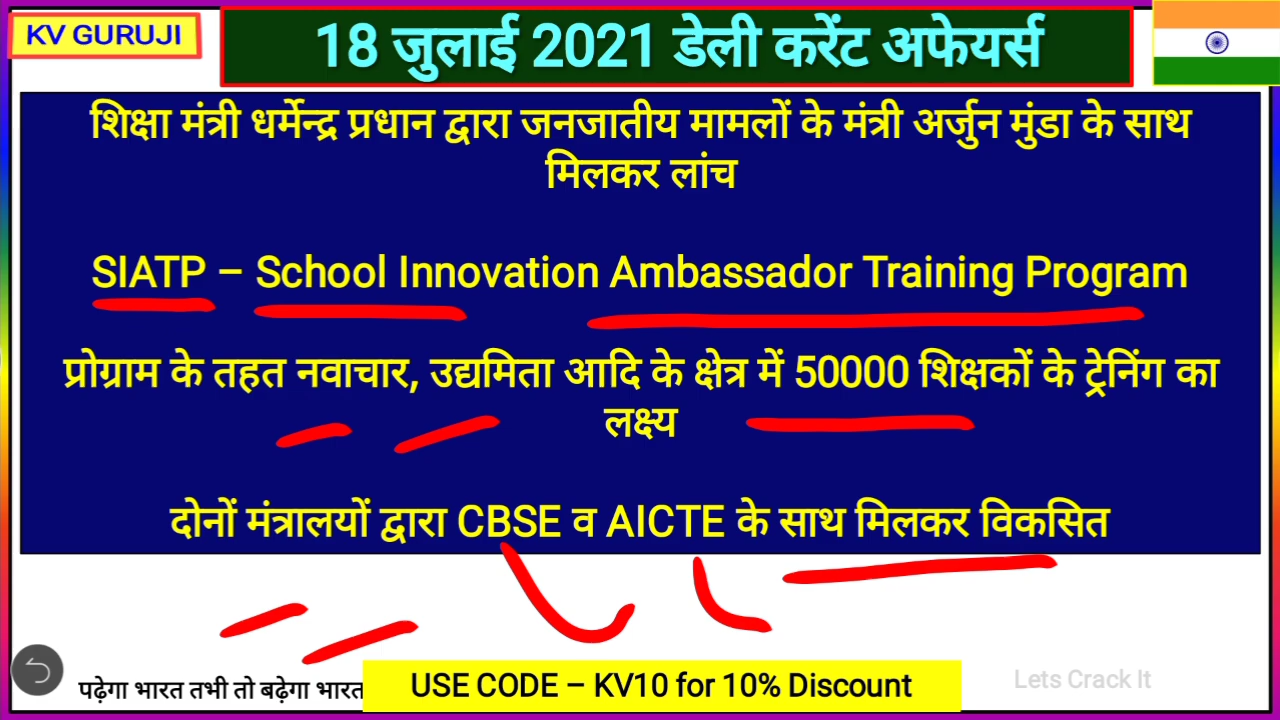 KV GURUJI
18 जुलाई 2021 डेली करेंट अफेयर्स
शिक्षा मंत्री धर्मेन्द्र प्रधान द्वारा जनजातीय मामलों के मंत्री अर्जुन मुंडा के साथ
मिलकर लांच
SIATP – School Innovation Ambassador Training Program
प्रोग्राम के तहत नवाचार, उद्यमिता आदि के क्षेत्र में 50000 शिक्षकों के ट्रेनिंग का
लक्ष्य
दोनों मंत्रालयों द्वारा CBSE व AICTE के साथ मिलकर विकसित
पढ़ेगा भारत तभी तो बढ़ेगा भारत
USE CODE – KV10 for 10% Discount
Lets Crack It